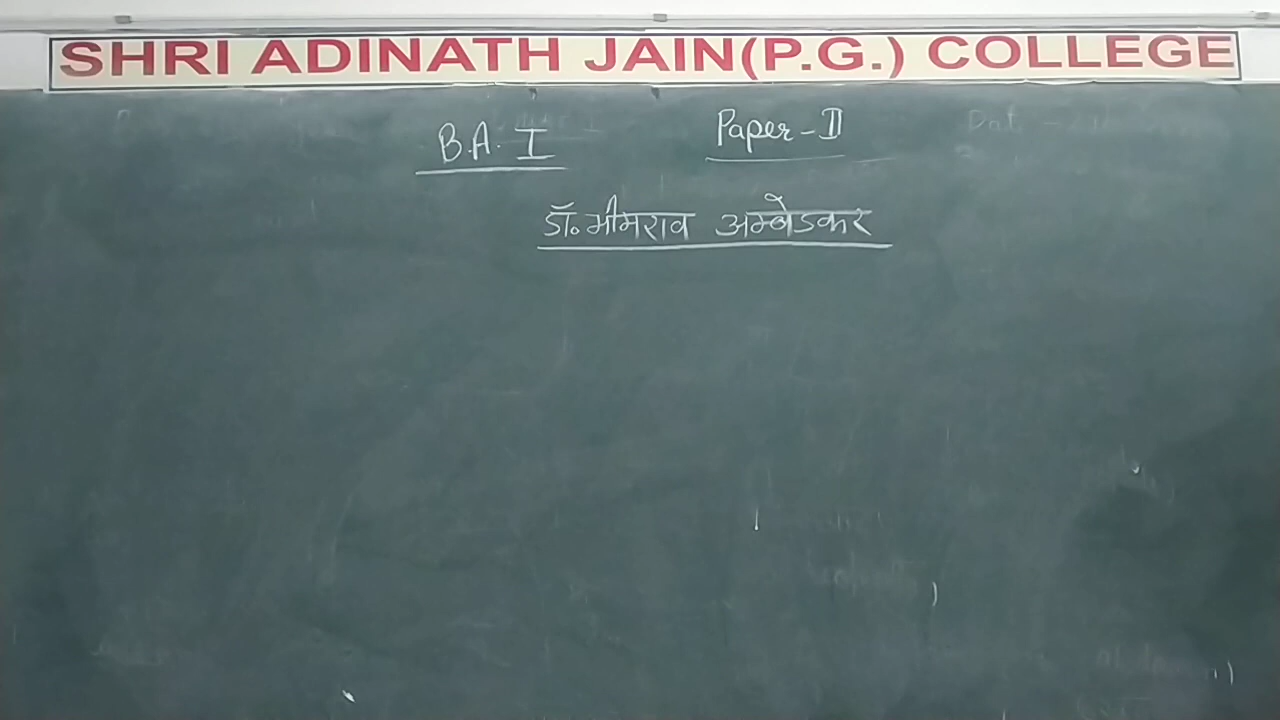 SHRI ADINATH JAIN(P.G.) COLLEGE
B.A. I Paper-II
डॉ. भीमराव अम्बेडकर